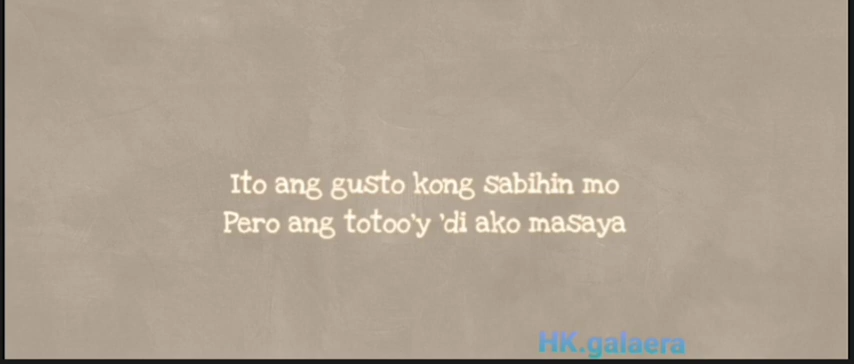 Ito ang gusto kong sabihin mo
Pero ang totoo'y 'di ako masaya
HK.galaera